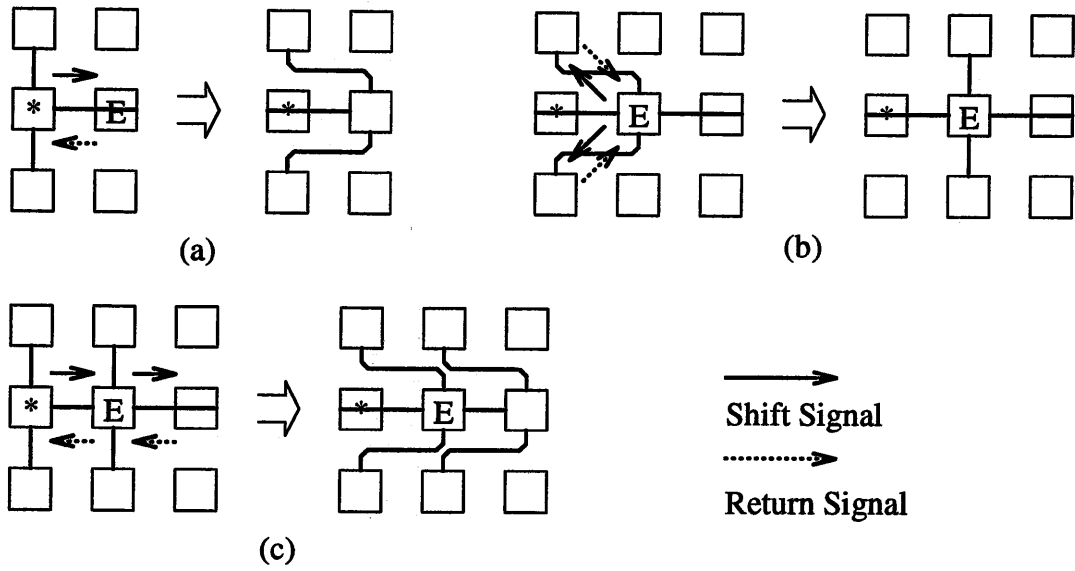 * E *
(a)
* E * E
(b)
* E * E
(c)
Shift Signal
Return Signal